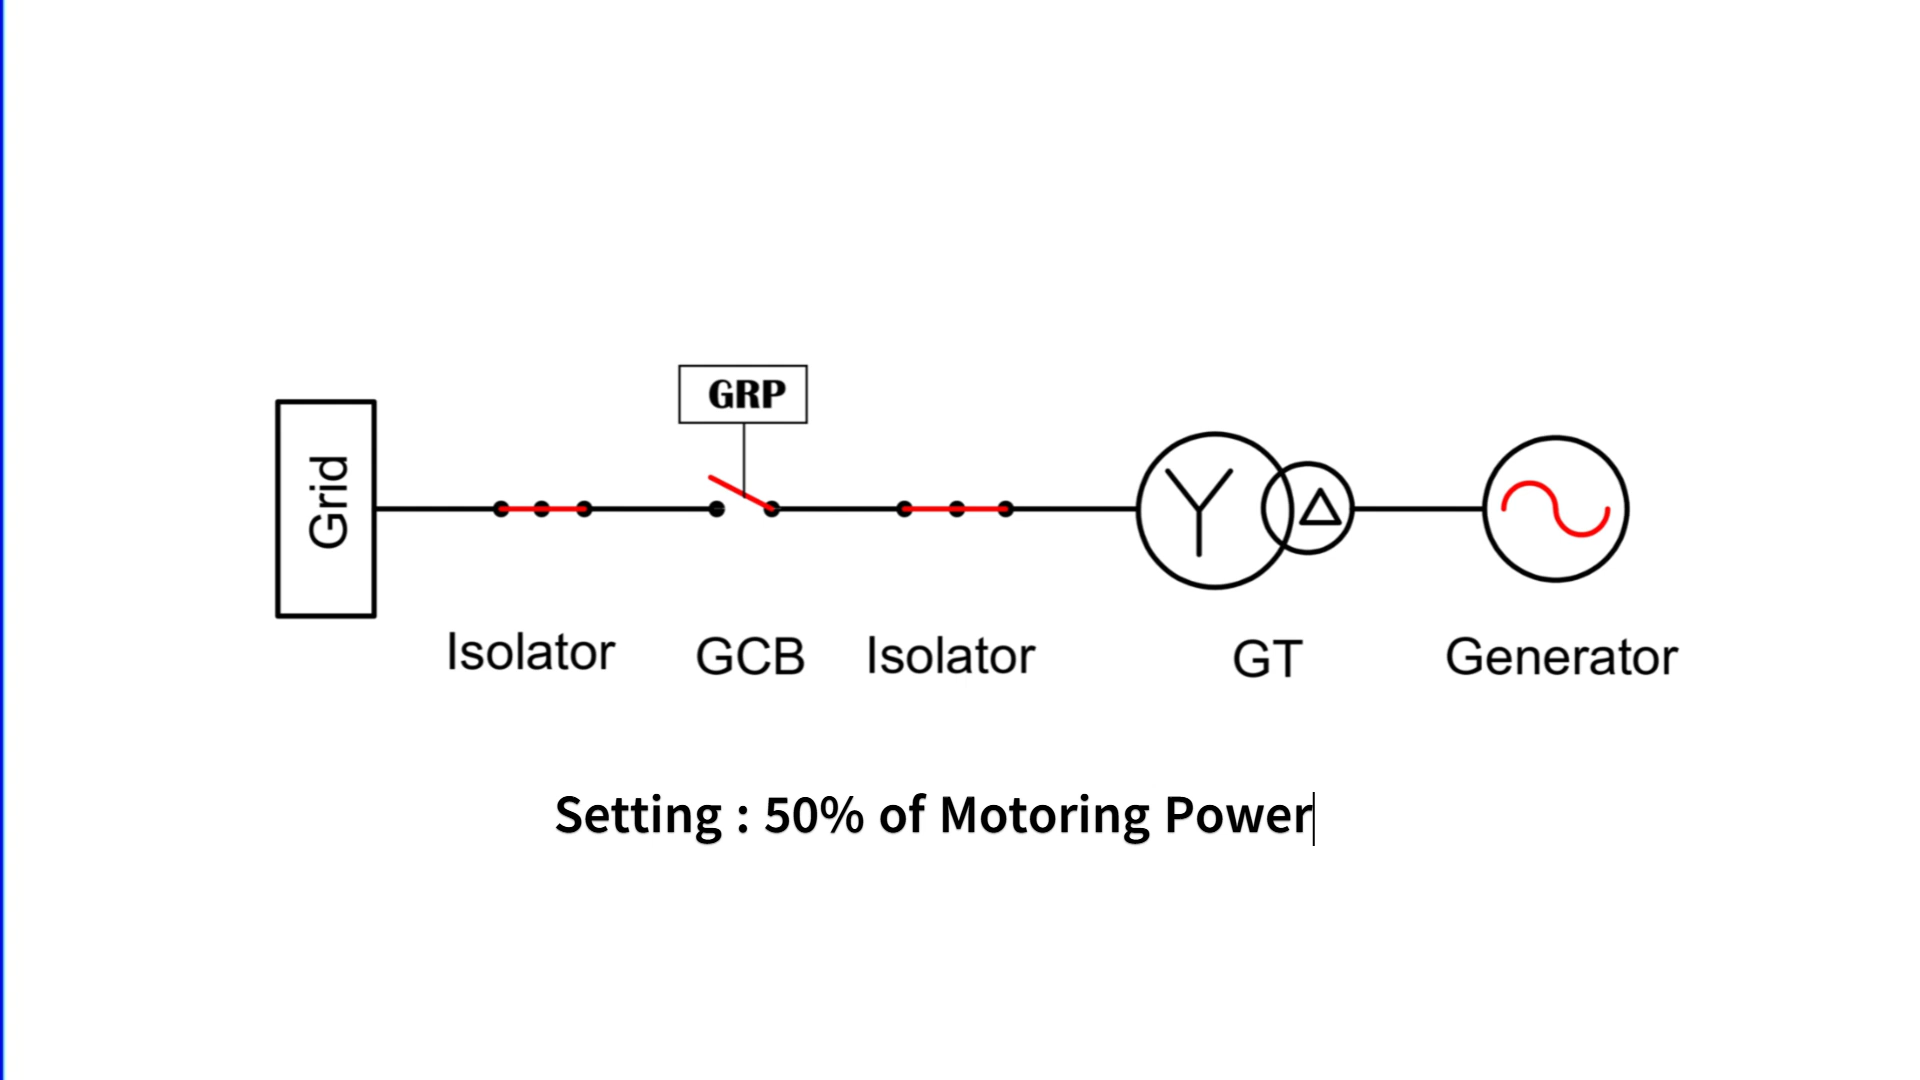 GRP
Grid
Isolator GCB Isolator GT Generator
Setting : 50% of Motoring Power